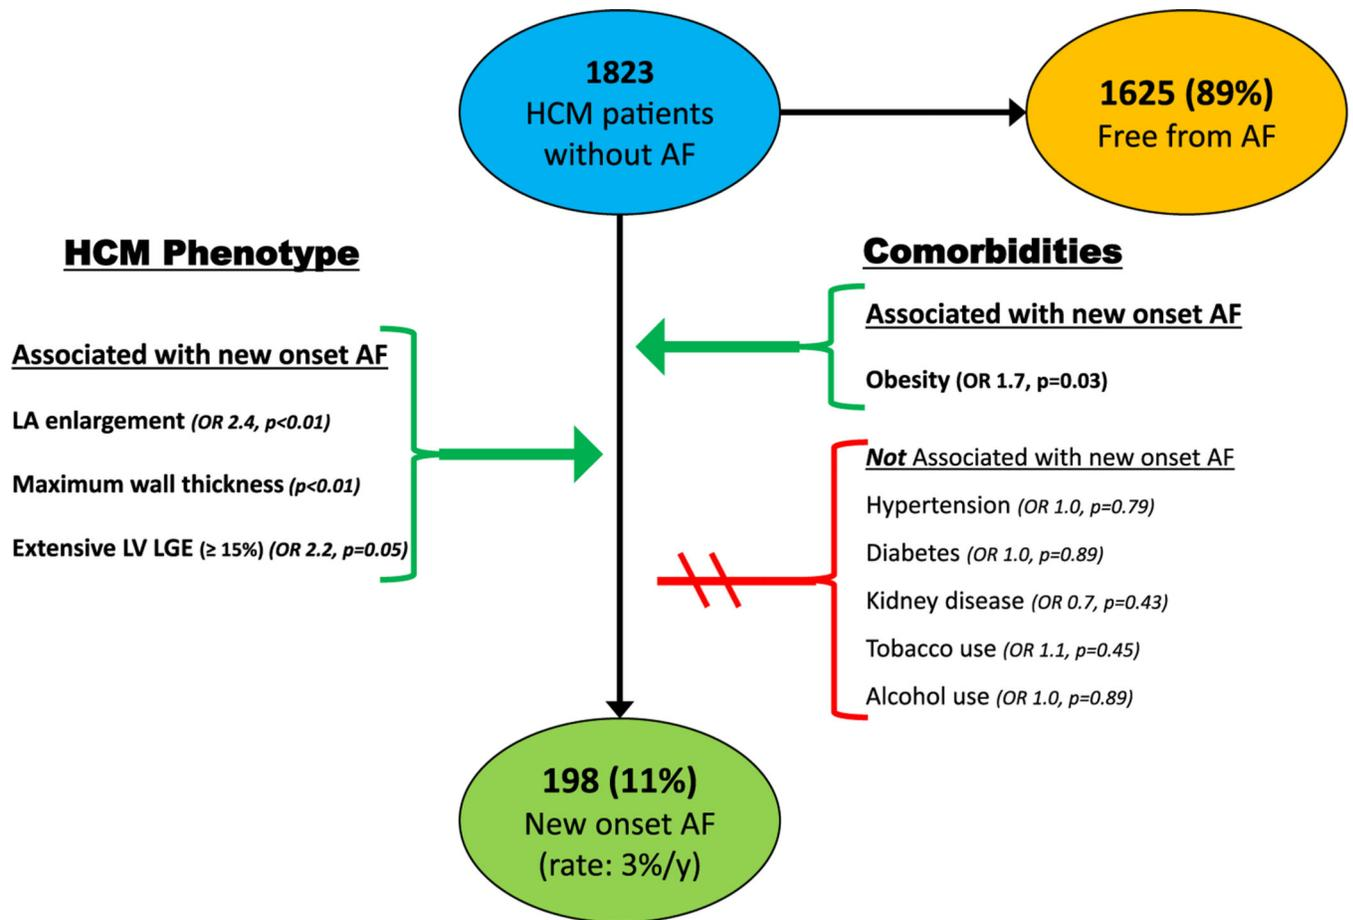 1823
HCM patients
without AF
1625 (89%)
Free from AF
HCM Phenotype
Associated with new onset AF
LA enlargement (OR 2.4, p<0.01)
Maximum wall thickness (p<0.01)
Extensive LV LGE (≥ 15%) (OR 2.2, p=0.05)
Comorbidities
Associated with new onset AF
Obesity (OR 1.7, p=0.03)
Not Associated with new onset AF
Hypertension (OR 1.0, p=0.79)
Diabetes (OR 1.0, p=0.89)
Kidney disease (OR 0.7, p=0.43)
Tobacco use (OR 1.1, p=0.45)
Alcohol use (OR 1.0, p=0.89)
198 (11%)
New onset AF
(rate: 3%/y)